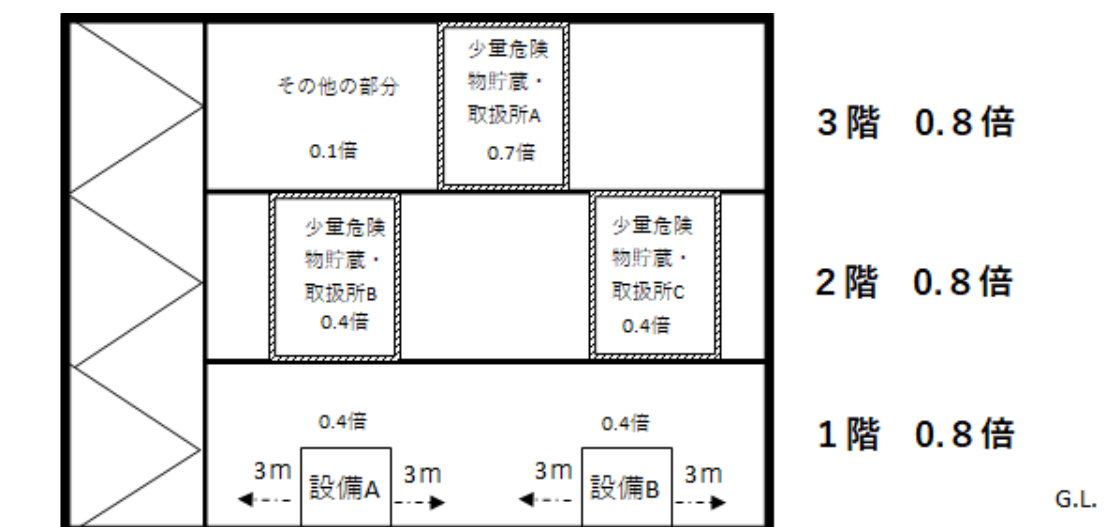 その他の部分
0.1倍
少量危険
物貯蔵・
取扱所A
0.7倍
3階 0.8倍
少量危険
物貯蔵・
取扱所B
0.4倍
少量危険
物貯蔵・
取扱所C
0.4倍
2階 0.8倍
0.4倍
3m
設備A
3m
0.4倍
3m
設備B
3m
1階 0.8倍
G.L.